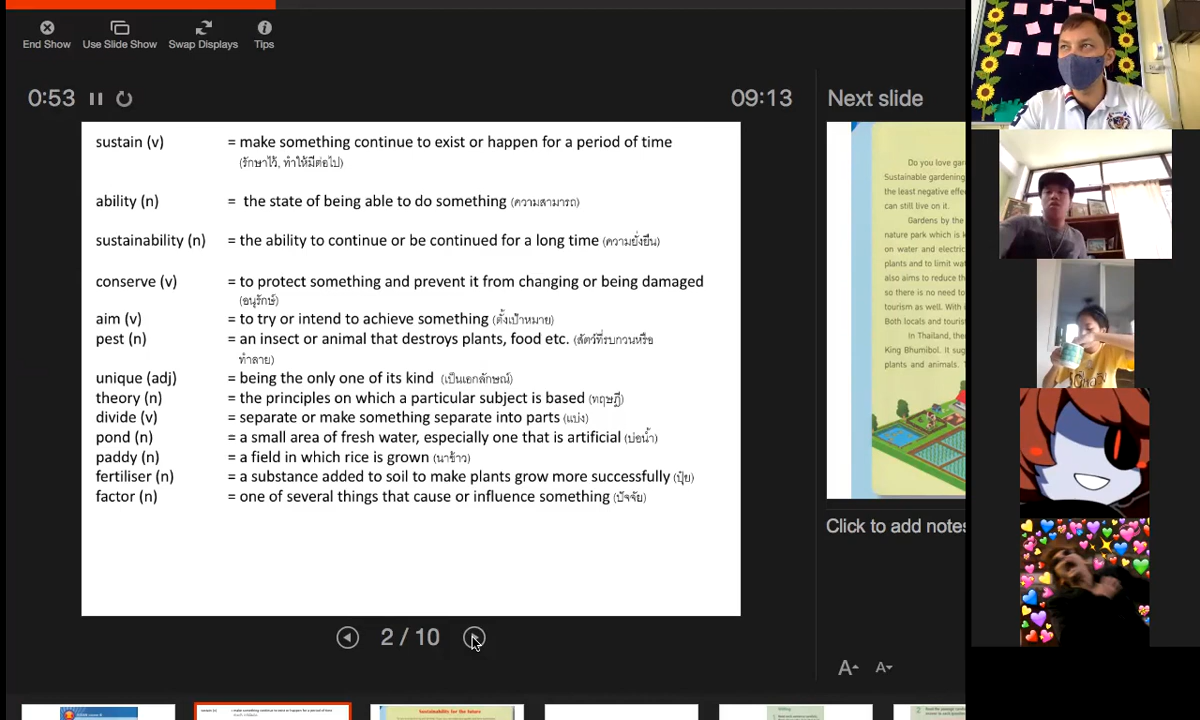 End Show
Use Slide Show
Swap Displays
Tips
0:53
09:13
Next slide
sustain (v) = make something continue to exist or happen for a period of time
(รักษาไว้, ทำให้มีต่อไป)
ability (n) = the state of being able to do something (ความสามารถ)
sustainability (n) = the ability to continue or be continued for a long time (ความยั่งยืน)
conserve (v) = to protect something and prevent it from changing or being damaged
(อนุรักษ์)
aim (v) = to try or intend to achieve something (ตั้งเป้าหมาย)
pest (n) = an insect or animal that destroys plants, food etc. (สัตว์ที่รบกวนหรือ
ทำลาย)
unique (adj) = being the only one of its kind (เป็นเอกลักษณ์)
theory (n) = the principles on which a particular subject is based (ทฤษฎี)
divide (v) = separate or make something separate into parts (แบ่ง)
pond (n) = a small area of fresh water, especially one that is artificial (บ่อน้ำ)
paddy (n) = a field in which rice is grown (นาข้าว)
fertiliser (n) = a substance added to soil to make plants grow more successfully (ปุ๋ย)
factor (n) = one of several things that cause or influence something (ปัจจัย)
Do you love gar
Sustainable gardening
the least negative effe
can still live on it.
Gardens by the
nature park which is
on water and electric
plants and to limit wat
also aims to reduce th
so there is no need to
tourism as well. With
Both locals and touris
In Thailand, the
King Bhumibol. It sug
plants and animals.
Click to add notes
2 / 10
A A
Sustainability for the future
Writing